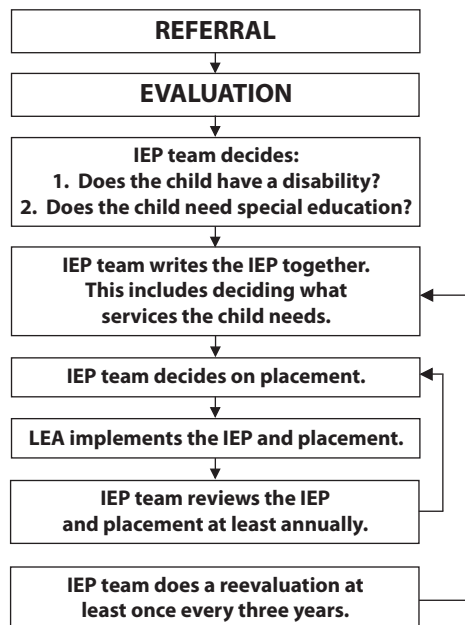 REFERRAL
EVALUATION
IEP team decides:
1. Does the child have a disability?
2. Does the child need special education?
IEP team writes the IEP together.
This includes deciding what
services the child needs.
IEP team decides on placement.
LEA implements the IEP and placement.
IEP team reviews the IEP
and placement at least annually.
IEP team does a reevaluation at
least once every three years.